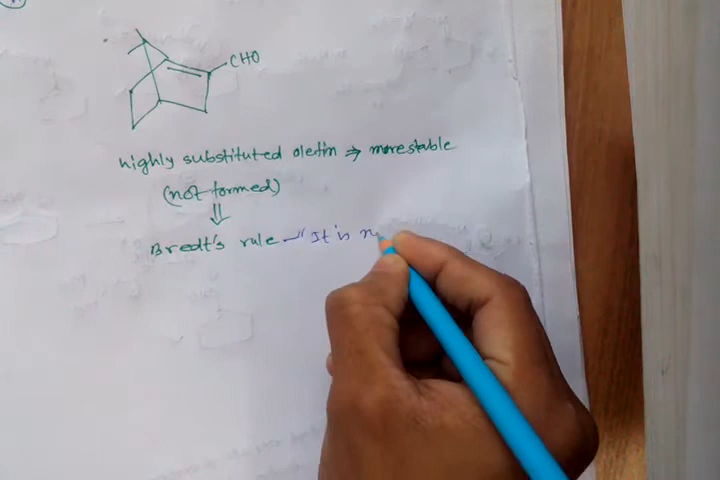 CHO
highly substituted olefin ⇒ more stable
(not formed)
⇓
Bredt's rule - "It is n